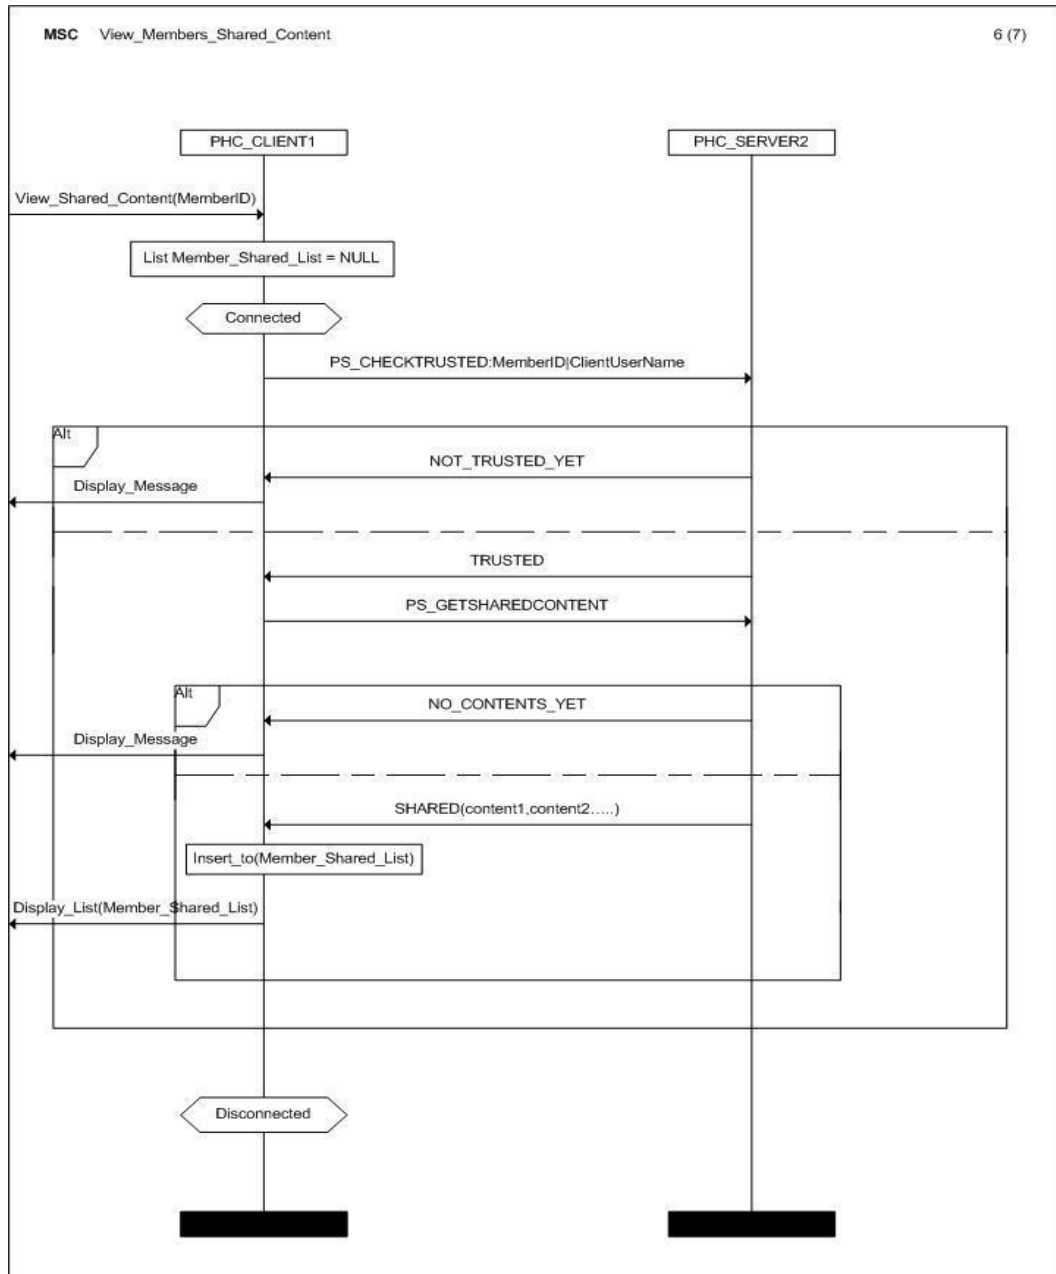 MSC View_Members_Shared_Content 6 (7)
PHC_CLIENT1 PHC_SERVER2
View_Shared_Content(MemberID)
List Member_Shared_List = NULL
Connected
PS_CHECKTRUSTED:MemberID|ClientUserName
Alt
NOT_TRUSTED_YET
Display_Message
TRUSTED
PS_GETSHAREDCONTENT
Alt
NO_CONTENTS_YET
Display_Message
SHARED(content1,content2.....)
Insert_to(Member_Shared_List)
Display_List(Member_Shared_List)
Disconnected